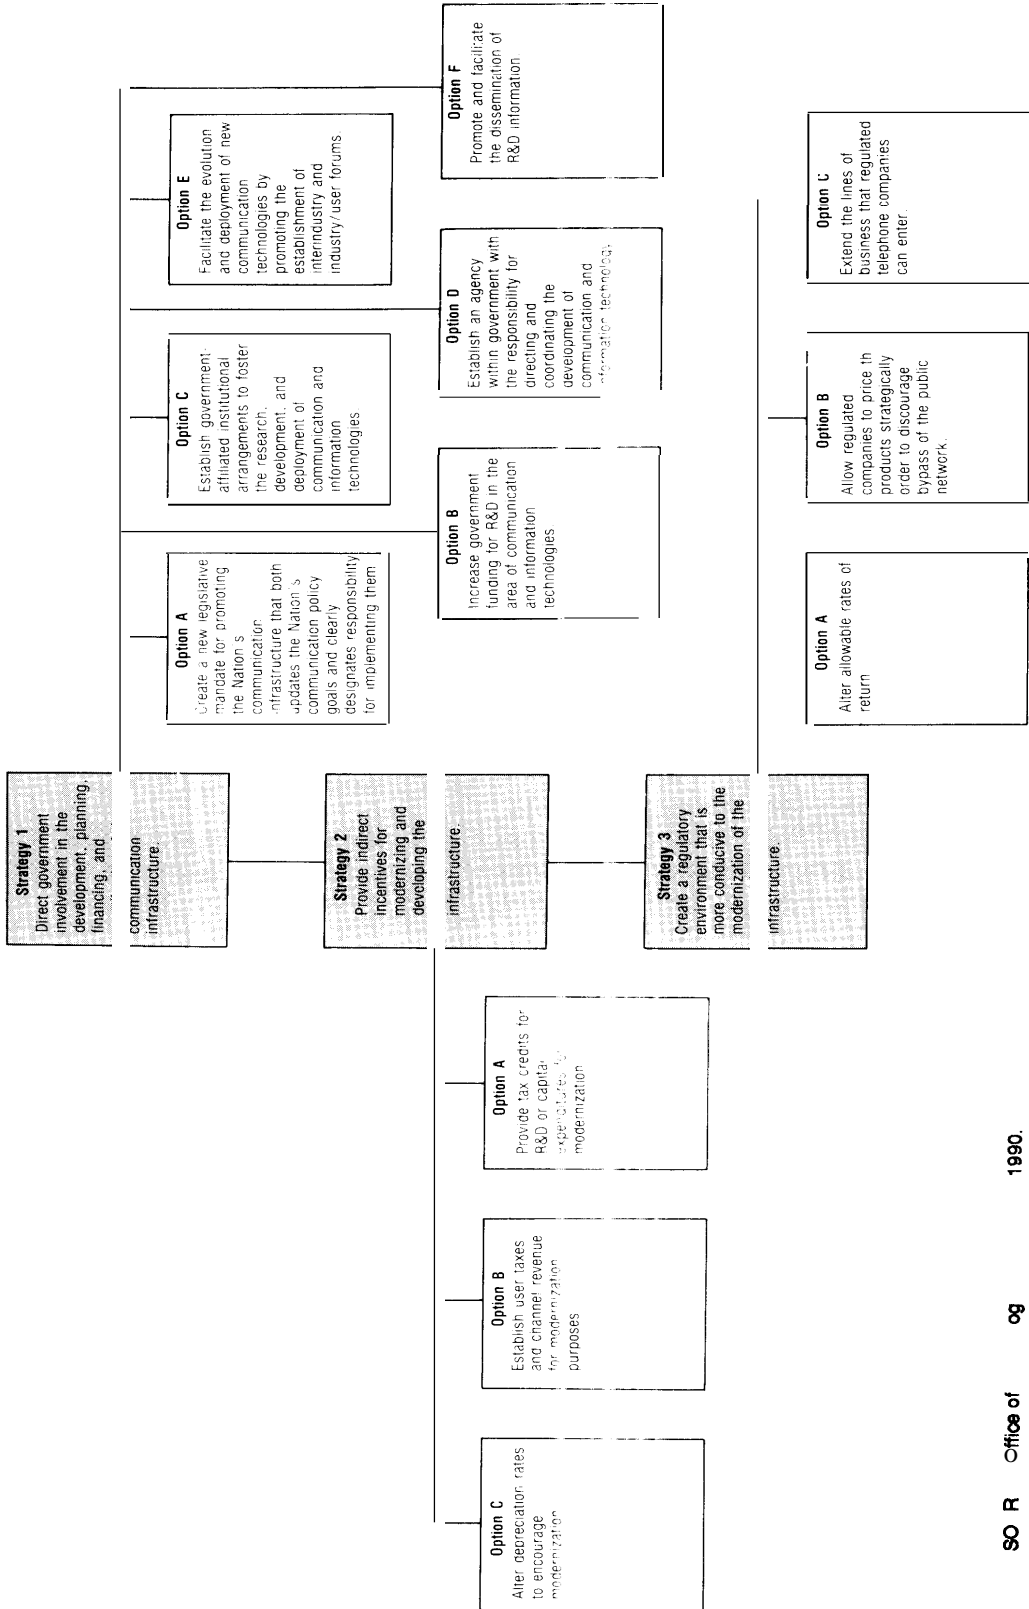 Strategy 1
Direct government
involvement in the
development, planning,
financing, and
communication
infrastructure.
Option A
Create a new legislative
mandate for promoting
the Nation's
communication
infrastructure that both
updates the Nation's
communication policy
goals and clearly
designates responsibility
for implementing them
Option B
Increase government
funding for R&D in the
area of communication
and information
technologies.
Option C
Establish government-
affiliated institutional
arrangements to foster
the research,
development, and
deployment of
communication and
information
technologies
Option D
Establish an agency
within government with
the responsibility for
directing and
coordinating the
development of
communication and
information technology.
Option E
Facilitate the evolution
and deployment of new
communication
technologies by
promoting the
establishment of
interindustry and
industry/user forums.
Option F
Promote and facilitate
the dissemination of
R&D information.
Strategy 2
Provide indirect
incentives for
modernizing and
developing the
infrastructure.
Option A
Provide tax credits for
R&D or capital
expenditures for
modernization
Option B
Establish user taxes
and channel revenue
for modernization
purposes
Option C
Alter depreciation rates
to encourage
modernization
Strategy 3
Create a regulatory
environment that is
more conducive to the
modernization of the
infrastructure.
Option A
Alter allowable rates of
return
Option B
Allow regulated
companies to price th
products strategically
order to discourage
bypass of the public
network.
Option C
Extend the lines of
business that regulated
telephone companies
can enter.
SO R Office of og 1990.